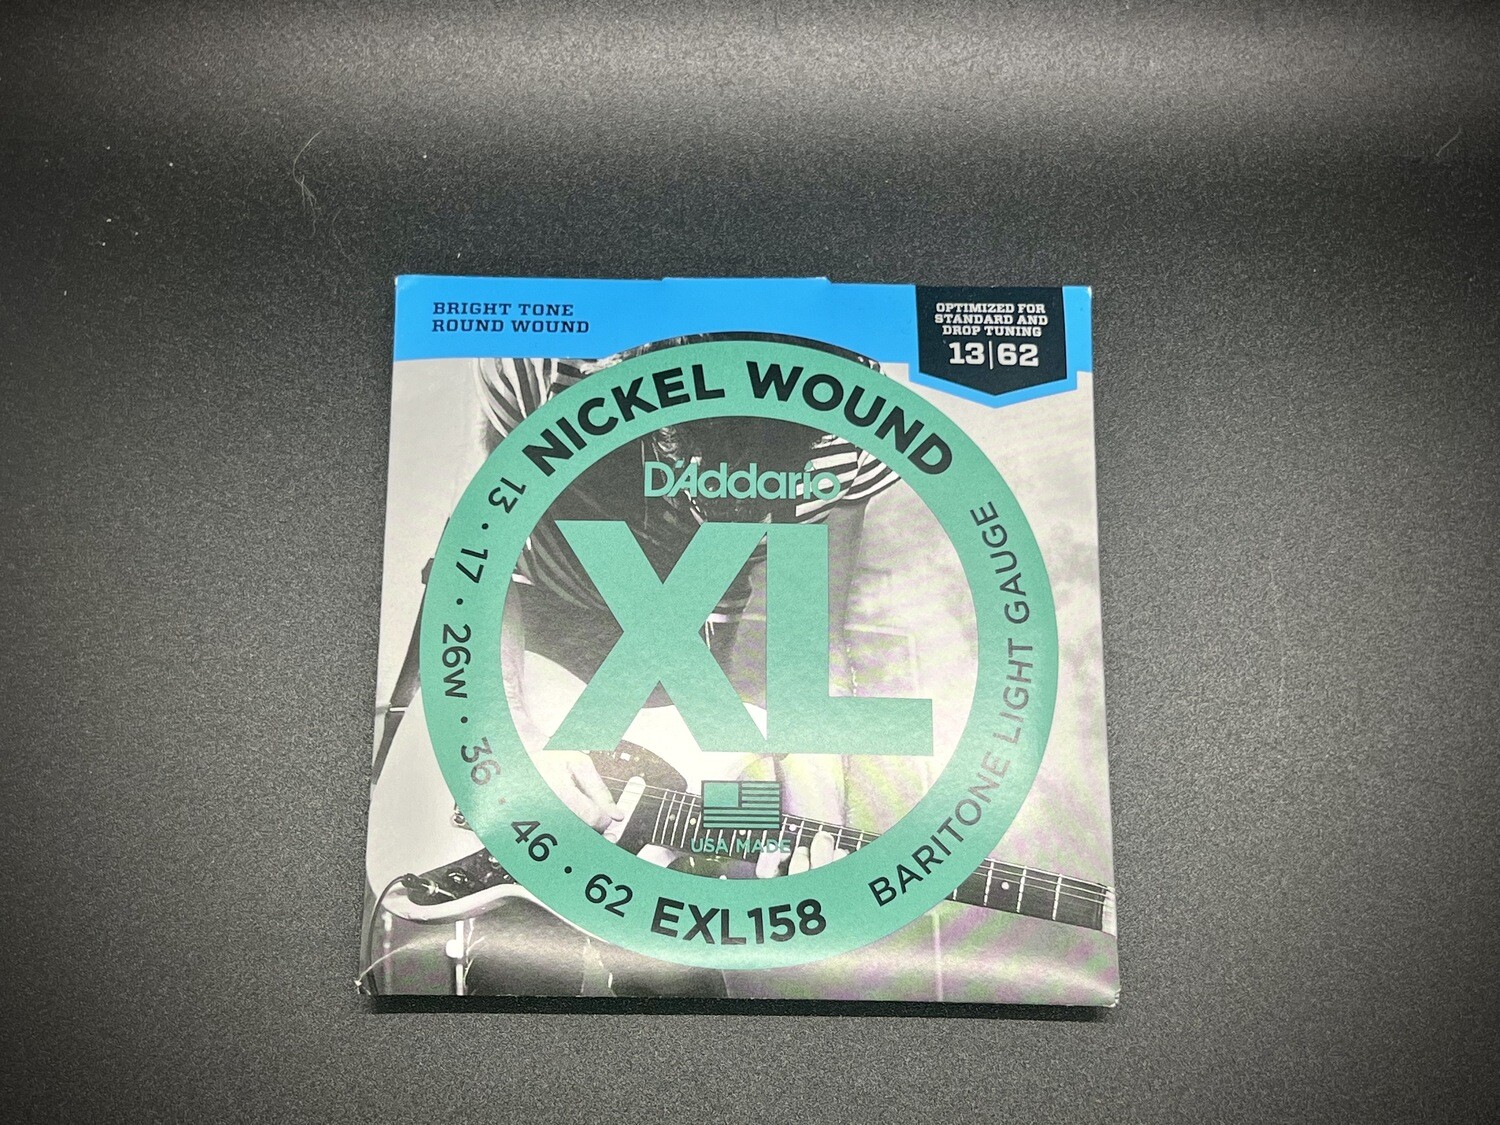 BRIGHT TONE
ROUND WOUND
OPTIMIZED FOR
STANDARD AND
DROP TUNING
13|62
NICKEL WOUND
D'Addario
XL
USA MADE
13 · 17 · 26w · 36 · 46 · 62
EXL158
BARITONE LIGHT GAUGE